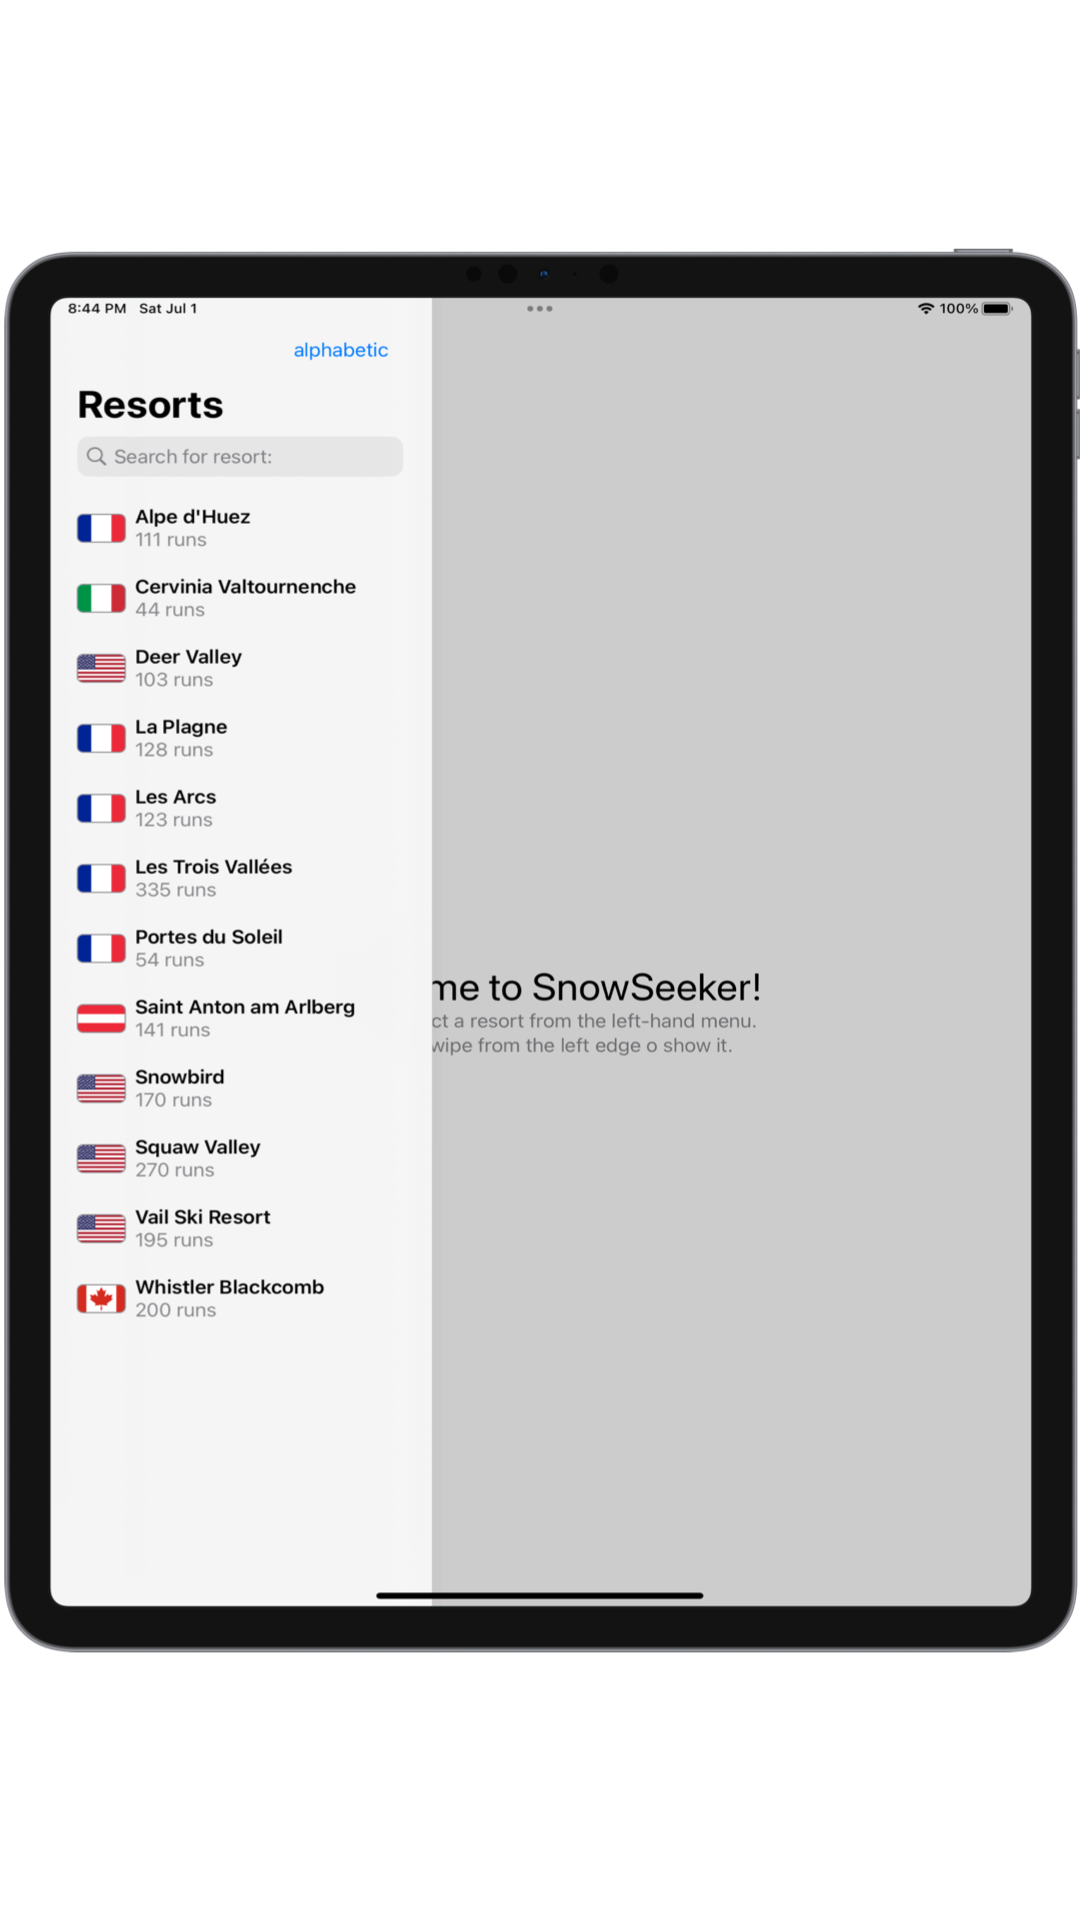 8:44 PM Sat Jul 1
100%
alphabetic
Resorts
Search for resort:
Alpe d'Huez
111 runs
Cervinia Valtournenche
44 runs
Deer Valley
103 runs
La Plagne
128 runs
Les Arcs
123 runs
Les Trois Vallées
335 runs
Portes du Soleil
54 runs
Saint Anton am Arlberg
141 runs
Snowbird
170 runs
Squaw Valley
270 runs
Vail Ski Resort
195 runs
Whistler Blackcomb
200 runs
me to SnowSeeker!
ct a resort from the left-hand menu.
wipe from the left edge o show it.